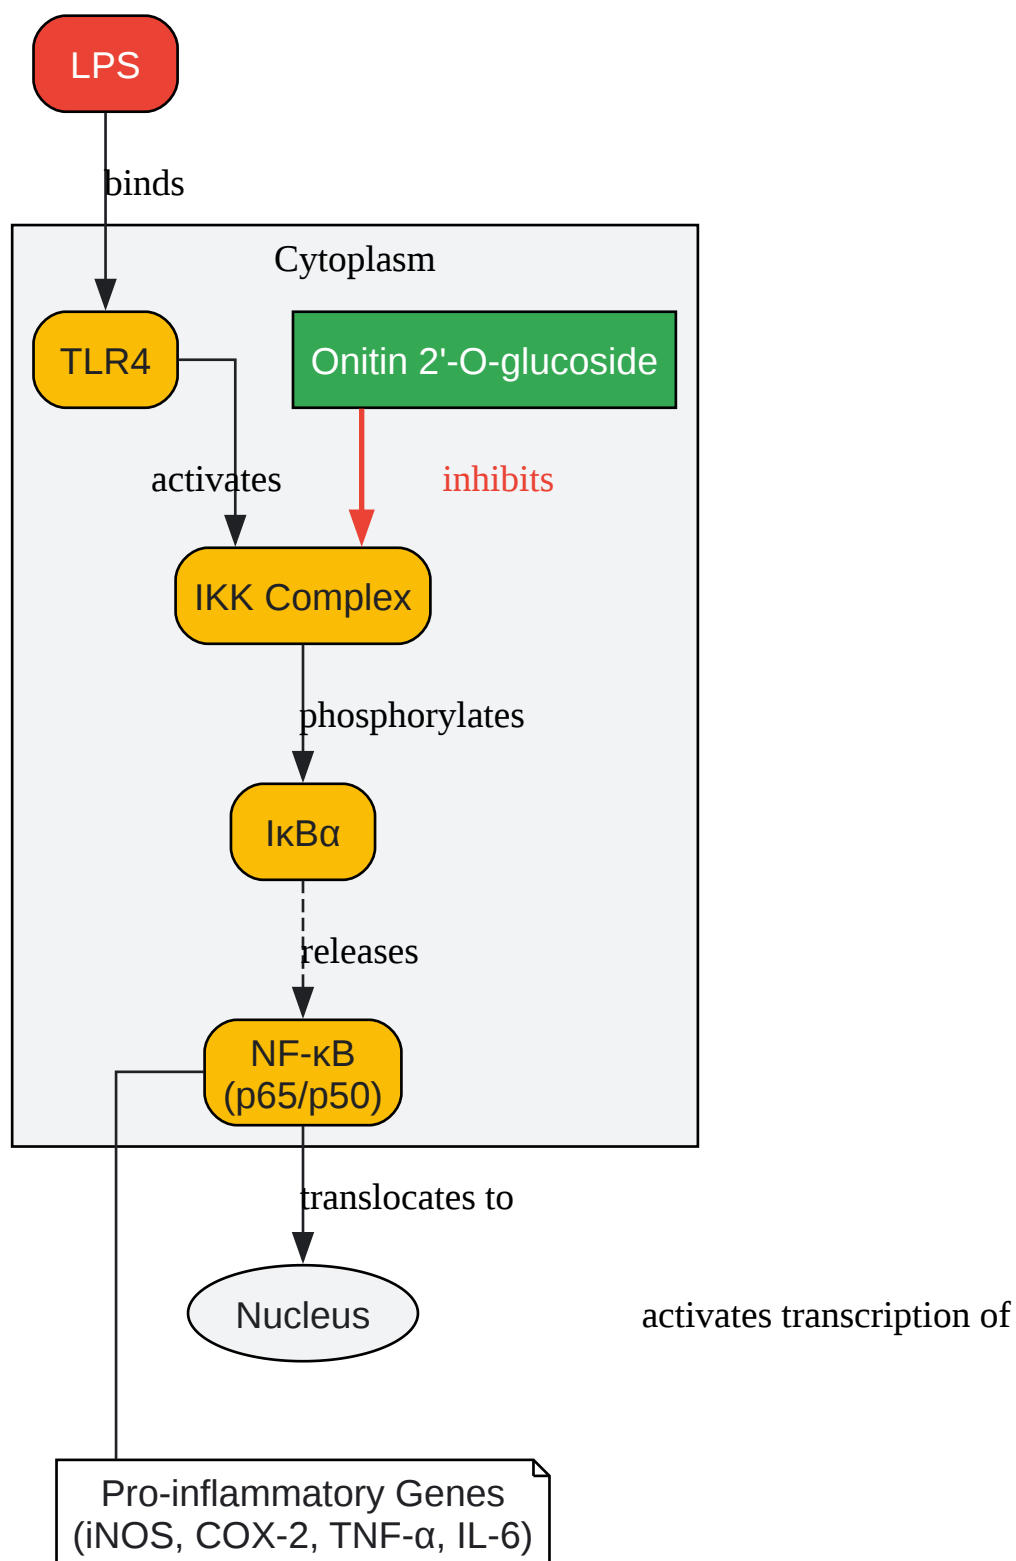 LPS
binds
Cytoplasm
TLR4
Onitin 2'-O-glucoside
activates
inhibits
IKK Complex
phosphorylates
IκBα
releases
NF-κB
(p65/p50)
translocates to
Nucleus
activates transcription of
Pro-inflammatory Genes
(iNOS, COX-2, TNF-α, IL-6)